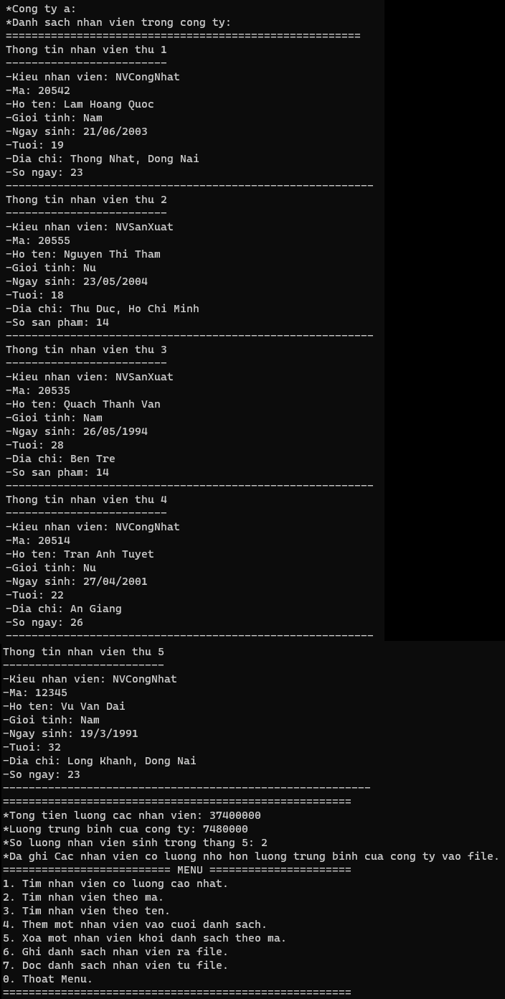 *Cong ty a:
*Danh sach nhan vien trong cong ty:
=======================================================
Thong tin nhan vien thu 1
-------------------------
-Kieu nhan vien: NVCongNhat
-Ma: 20542
-Ho ten: Lam Hoang Quoc
-Gioi tinh: Nam
-Ngay sinh: 21/06/2003
-Tuoi: 19
-Dia chi: Thong Nhat, Dong Nai
-So ngay: 23
---------------------------------------------------------
Thong tin nhan vien thu 2
-------------------------
-Kieu nhan vien: NVSanXuat
-Ma: 20555
-Ho ten: Nguyen Thi Tham
-Gioi tinh: Nu
-Ngay sinh: 23/05/2004
-Tuoi: 18
-Dia chi: Thu Duc, Ho Chi Minh
-So san pham: 14
---------------------------------------------------------
Thong tin nhan vien thu 3
-------------------------
-Kieu nhan vien: NVSanXuat
-Ma: 20535
-Ho ten: Quach Thanh Van
-Gioi tinh: Nam
-Ngay sinh: 26/05/1994
-Tuoi: 28
-Dia chi: Ben Tre
-So san pham: 14
---------------------------------------------------------
Thong tin nhan vien thu 4
-------------------------
-Kieu nhan vien: NVCongNhat
-Ma: 20514
-Ho ten: Tran Anh Tuyet
-Gioi tinh: Nu
-Ngay sinh: 27/04/2001
-Tuoi: 22
-Dia chi: An Giang
-So ngay: 26
---------------------------------------------------------
Thong tin nhan vien thu 5
-------------------------
-Kieu nhan vien: NVCongNhat
-Ma: 12345
-Ho ten: Vu Van Dai
-Gioi tinh: Nam
-Ngay sinh: 19/3/1991
-Tuoi: 32
-Dia chi: Long Khanh, Dong Nai
-So ngay: 23
---------------------------------------------------------
======================================================
*Tong tien luong cac nhan vien: 37400000
*Luong trung binh cua cong ty: 7480000
*So luong nhan vien sinh trong thang 5: 2
*Da ghi Cac nhan vien co luong nho hon luong trung binh cua cong ty vao file.
========================== MENU ======================
1. Tim nhan vien co luong cao nhat.
2. Tim nhan vien theo ma.
3. Tim nhan vien theo ten.
4. Them mot nhan vien vao cuoi danh sach.
5. Xoa mot nhan vien khoi danh sach theo ma.
6. Ghi danh sach nhan vien ra file.
7. Doc danh sach nhan vien tu file.
0. Thoat Menu.
======================================================